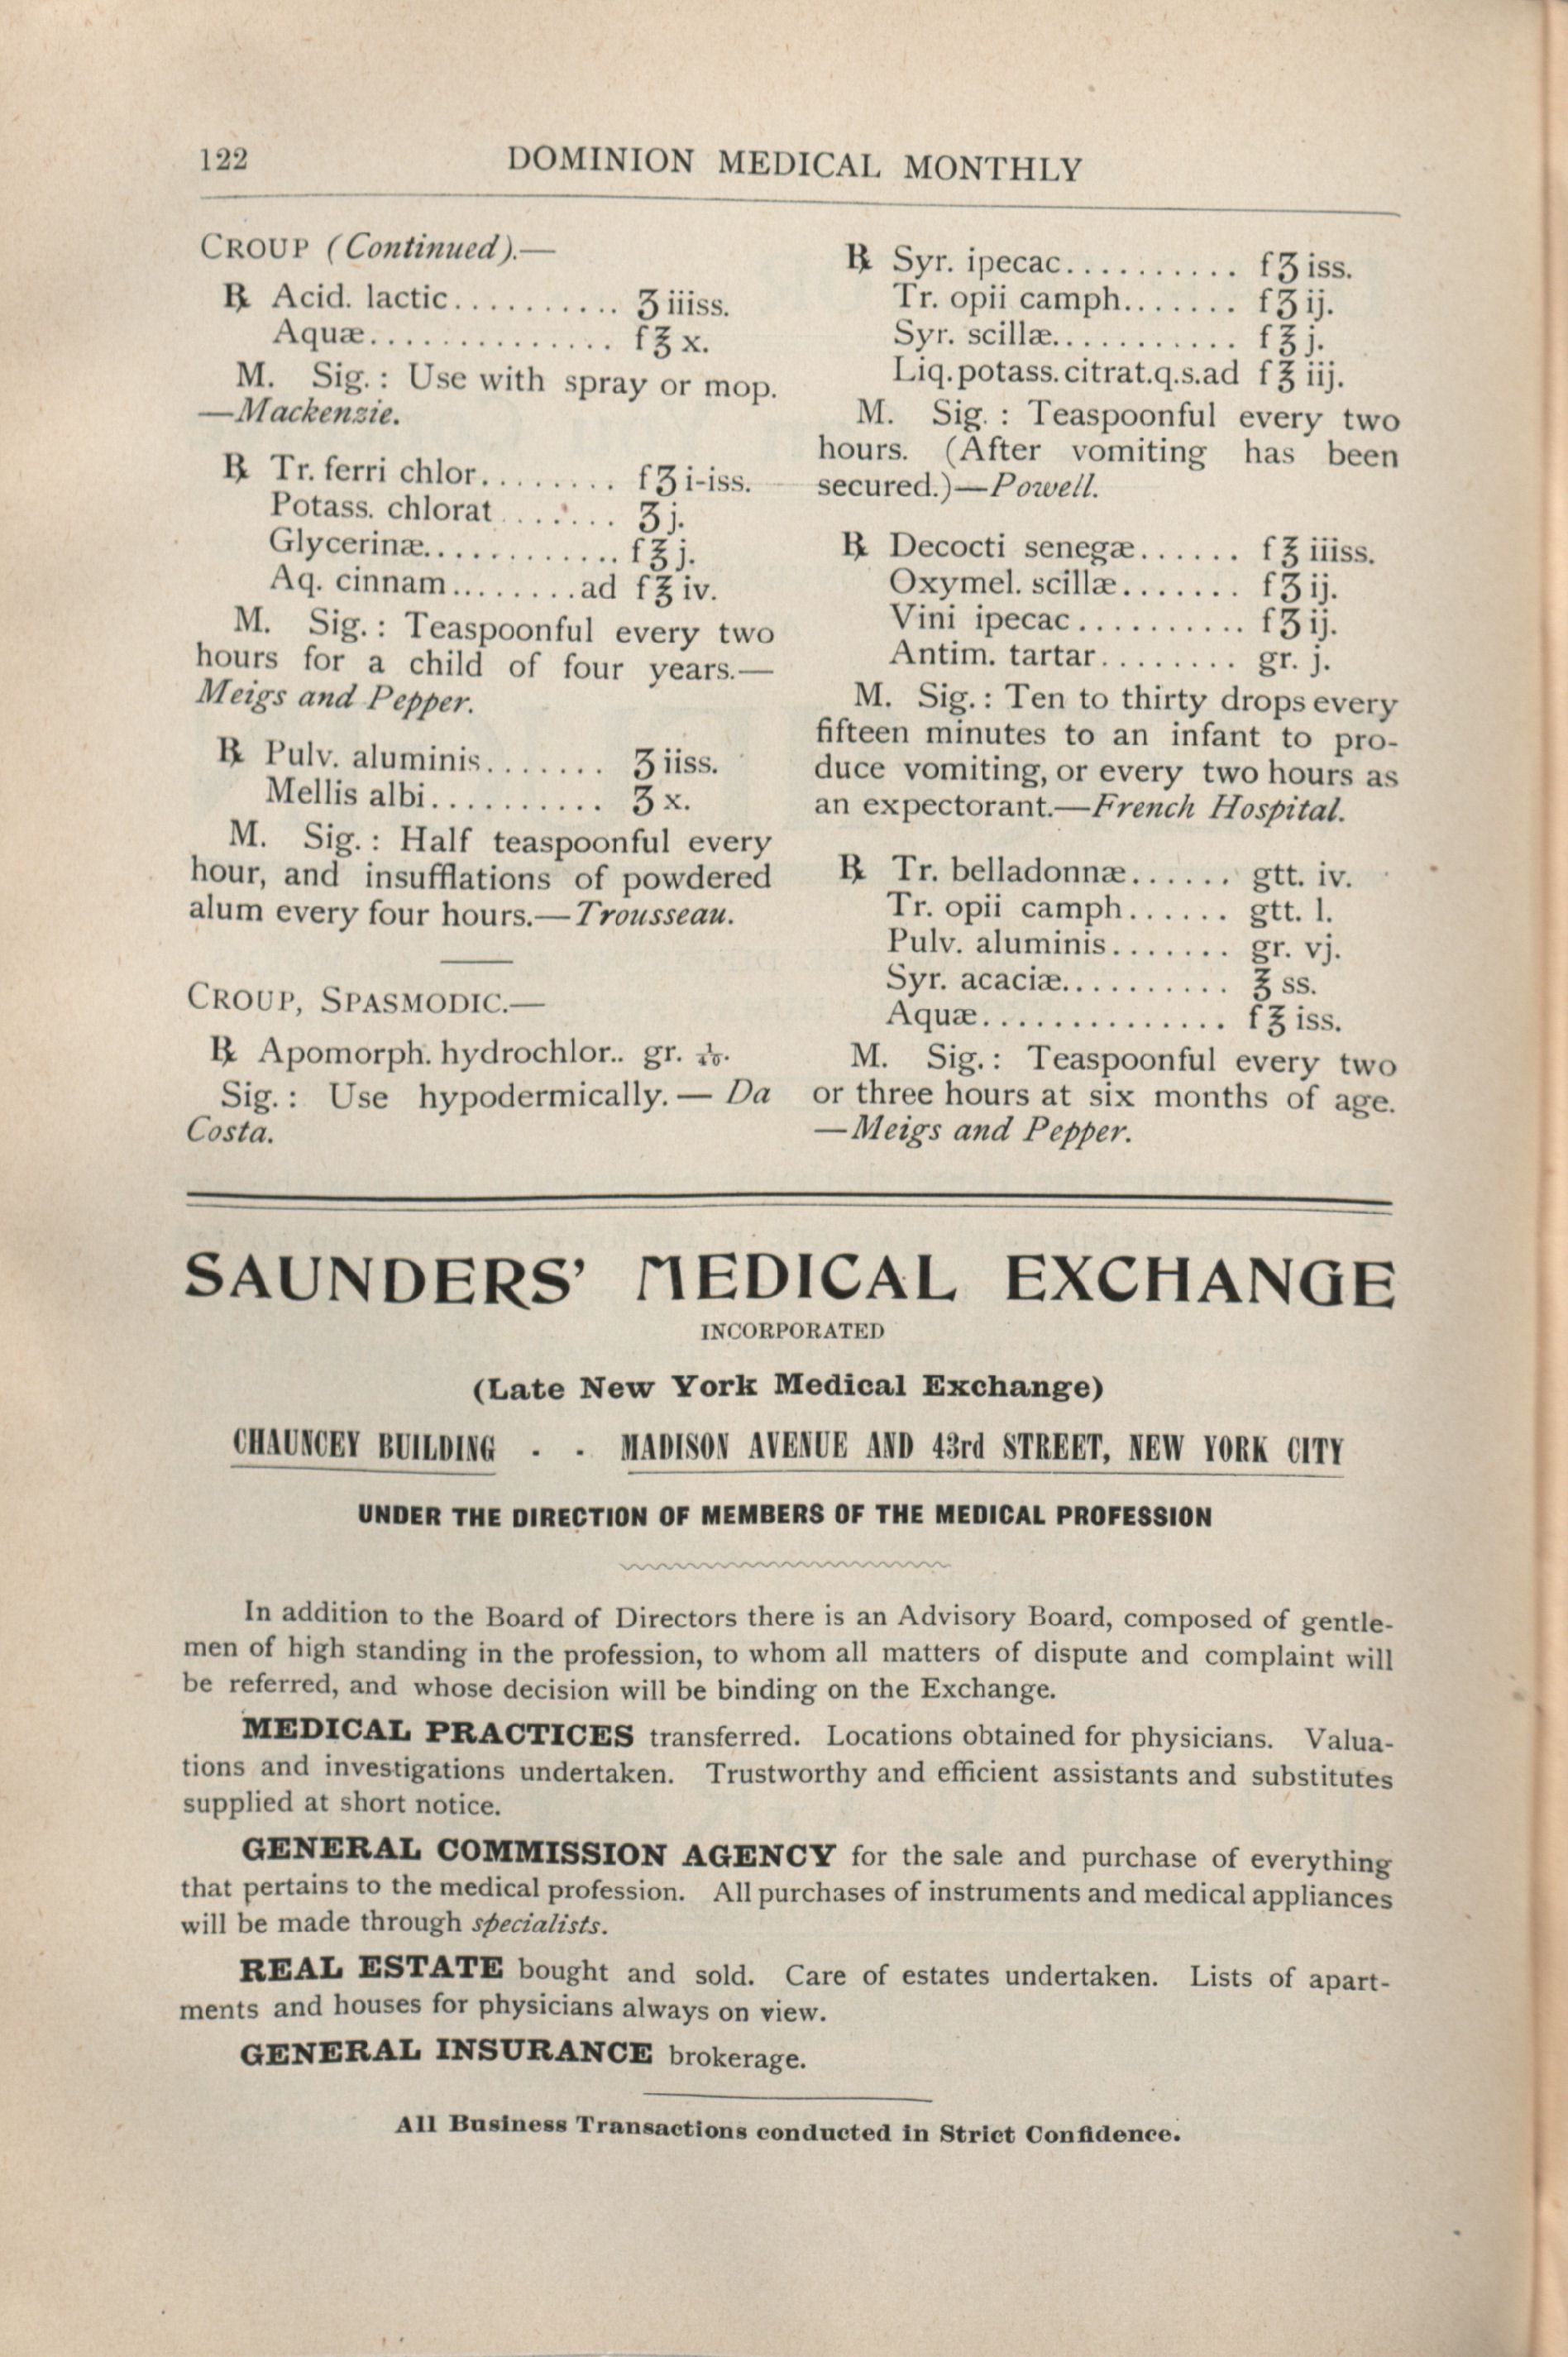 122 DOMINION MEDICAL MONTHLY
CROUP (Continued).—
℞ Acid. lactic........... ʒ iiiss.
Aquæ.............. f℥ x.
M. Sig.: Use with spray or mop.
—Mackenzie.
℞ Tr. ferri chlor........ fʒ i-iss.
Potass. chlorat ....... ʒ j.
Glycerinæ............ f℥ j.
Aq. cinnam.........ad f℥ iv.
M. Sig.: Teaspoonful every two
hours for a child of four years.—
Meigs and Pepper.
℞ Pulv. aluminis....... ʒ iiss.
Mellis albi.......... ʒ x.
M. Sig.: Half teaspoonful every
hour, and insufflations of powdered
alum every four hours.—Trousseau.
CROUP, SPASMODIC.—
℞ Apomorph. hydrochlor.. gr.
Sig.: Use hypodermically.—Da
Costa.
℞ Syr. ipecac.......... fʒ iss.
Tr. opii camph....... fʒ ij.
Syr. scillæ........... f℥ j.
Liq. potass. citrat. q.s. ad f℥ iij.
M. Sig.: Teaspoonful every two
hours. (After vomiting has been
secured.)—Powell.
℞ Decocti senegæ...... f℥ iiiss.
Oxymel. scillæ....... fʒ ij.
Vini ipecac.......... fʒ ij.
Antim. tartar........ gr. j.
M. Sig.: Ten to thirty drops every
fifteen minutes to an infant to pro-
duce vomiting, or every two hours as
an expectorant.—French Hospital.
℞ Tr. belladonnæ...... gtt. iv.
Tr. opii camph...... gtt. l.
Pulv. aluminis....... gr. vj.
Syr. acaciæ.......... ℥ ss.
Aquæ.............. f℥ iss.
M. Sig.: Teaspoonful every two
or three hours at six months of age.
—Meigs and Pepper.
SAUNDERS' MEDICAL EXCHANGE
INCORPORATED
(Late New York Medical Exchange)
CHAUNCEY BUILDING - - MADISON AVENUE AND 43rd STREET, NEW YORK CITY
UNDER THE DIRECTION OF MEMBERS OF THE MEDICAL PROFESSION
In addition to the Board of Directors there is an Advisory Board, composed of gentle-
men of high standing in the profession, to whom all matters of dispute and complaint will
be referred, and whose decision will be binding on the Exchange.
MEDICAL PRACTICES transferred. Locations obtained for physicians. Valua-
tions and investigations undertaken. Trustworthy and efficient assistants and substitutes
supplied at short notice.
GENERAL COMMISSION AGENCY for the sale and purchase of everything
that pertains to the medical profession. All purchases of instruments and medical appliances
will be made through specialists.
REAL ESTATE bought and sold. Care of estates undertaken. Lists of apart-
ments and houses for physicians always on view.
GENERAL INSURANCE brokerage.
All Business Transactions conducted in Strict Confidence.